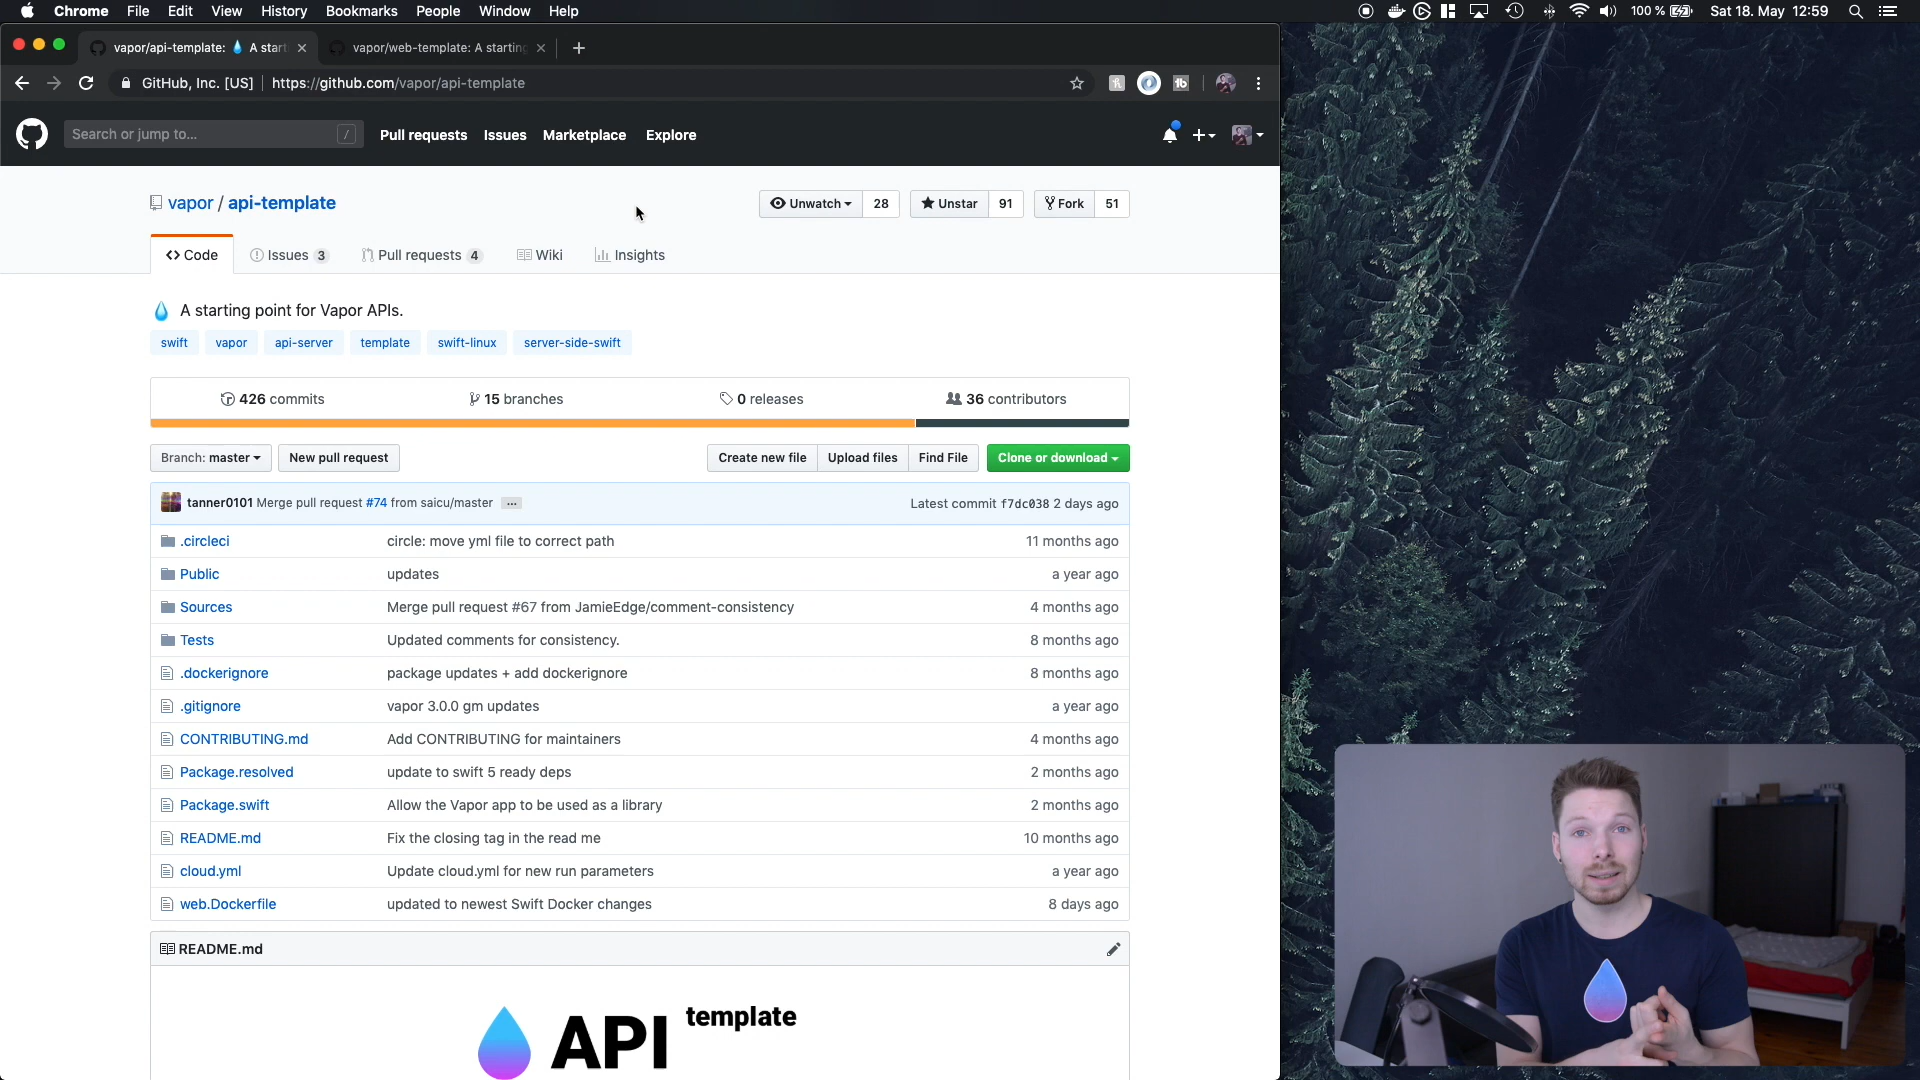 Chrome File Edit View History Bookmarks People Window Help
100 % Sat 18. May 12:59
vapor/api-template: 💧 A start
vapor/web-template: A starting
GitHub, Inc. [US] https://github.com/vapor/api-template
Search or jump to... /
Pull requests Issues Marketplace Explore
vapor / api-template
Unwatch 28 Unstar 91 Fork 51
Code Issues 3 Pull requests 4 Wiki Insights
A starting point for Vapor APIs.
swift vapor api-server template swift-linux server-side-swift
426 commits 15 branches 0 releases 36 contributors
Branch: master New pull request Create new file Upload files Find File Clone or download
tanner0101 Merge pull request #74 from saicu/master ... Latest commit f7dc038 2 days ago
.circleci circle: move yml file to correct path 11 months ago
Public updates a year ago
Sources Merge pull request #67 from JamieEdge/comment-consistency 4 months ago
Tests Updated comments for consistency. 8 months ago
.dockerignore package updates + add dockerignore 8 months ago
.gitignore vapor 3.0.0 gm updates a year ago
CONTRIBUTING.md Add CONTRIBUTING for maintainers 4 months ago
Package.resolved update to swift 5 ready deps 2 months ago
Package.swift Allow the Vapor app to be used as a library 2 months ago
README.md Fix the closing tag in the read me 10 months ago
cloud.yml Update cloud.yml for new run parameters a year ago
web.Dockerfile updated to newest Swift Docker changes 8 days ago
README.md
API template